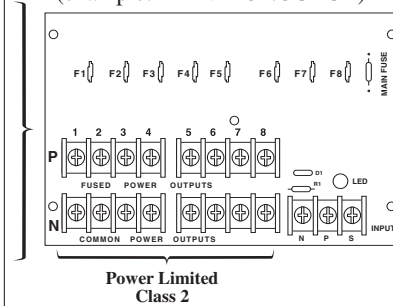 F1 F2 F3 F4 F5 F6 F7 F8
MAIN FUSE
1 2 3 4 5 6 7 8
P
FUSED POWER OUTPUTS
D1
R1
LED
N
COMMON POWER OUTPUTS
N P S
INPUT
Power Limited
Class 2